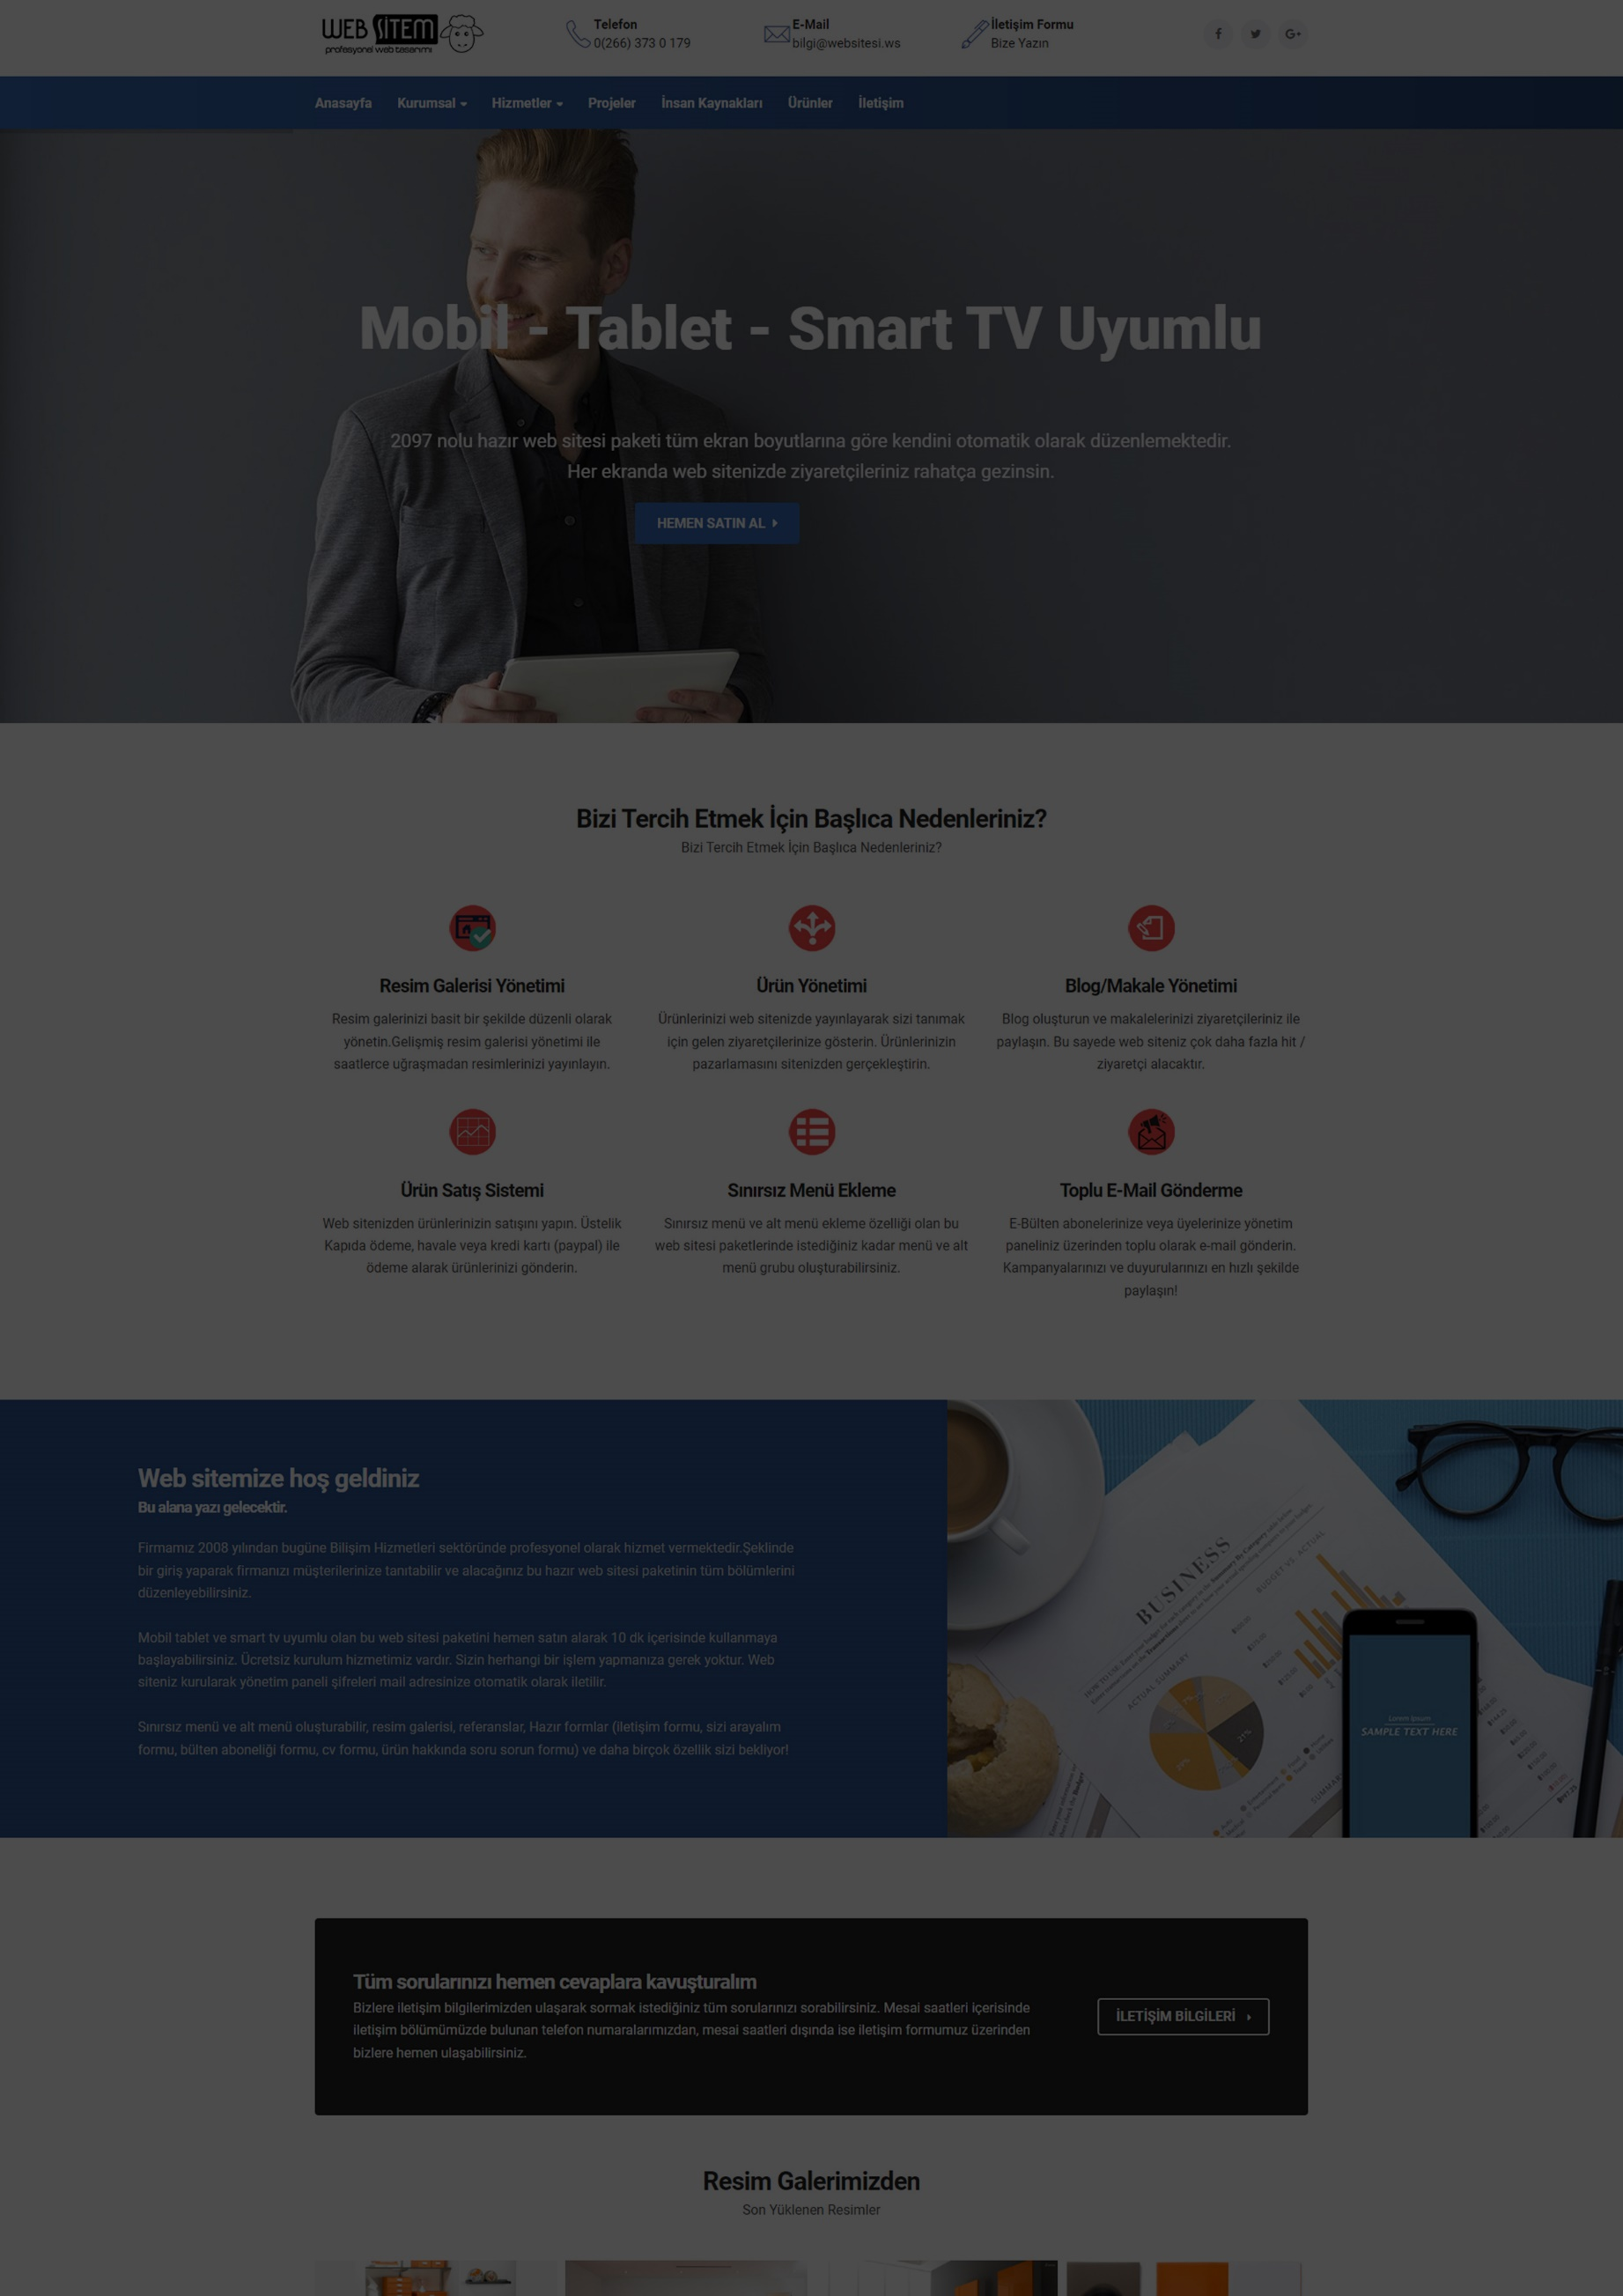 WEB SİTEM
profesyonel web tasarımı
Telefon
0(266) 373 0 179
E-Mail
bilgi@websitesi.ws
İletişim Formu
Bize Yazın
Anasayfa Kurumsal Hizmetler Projeler İnsan Kaynakları Ürünler İletişim
Mobil - Tablet - Smart TV Uyumlu
2097 nolu hazır web sitesi paketi tüm ekran boyutlarına göre kendini otomatik olarak düzenlemektedir.
Her ekranda web sitenizde ziyaretçileriniz rahatça gezinsin.
HEMEN SATIN AL
Bizi Tercih Etmek İçin Başlıca Nedenleriniz?
Bizi Tercih Etmek İçin Başlıca Nedenleriniz?
Resim Galerisi Yönetimi
Resim galerinizi basit bir şekilde düzenli olarak
yönetin.Gelişmiş resim galerisi yönetimi ile
saatlerce uğraşmadan resimlerinizi yayınlayın.
Ürün Yönetimi
Ürünlerinizi web sitenizde yayınlayarak sizi tanımak
için gelen ziyaretçilerinize gösterin. Ürünlerinizin
pazarlamasını sitenizden gerçekleştirin.
Blog/Makale Yönetimi
Blog oluşturun ve makalelerinizi ziyaretçileriniz ile
paylaşın. Bu sayede web siteniz çok daha fazla hit /
ziyaretçi alacaktır.
Ürün Satış Sistemi
Web sitenizden ürünlerinizin satışını yapın. Üstelik
Kapıda ödeme, havale veya kredi kartı (paypal) ile
ödeme alarak ürünlerinizi gönderin.
Sınırsız Menü Ekleme
Sınırsız menü ve alt menü ekleme özelliği olan bu
web sitesi paketlerinde istediğiniz kadar menü ve alt
menü grubu oluşturabilirsiniz.
Toplu E-Mail Gönderme
E-Bülten abonelerinize veya üyelerinize yönetim
paneliniz üzerinden toplu olarak e-mail gönderin.
Kampanyalarınızı ve duyurularınızı en hızlı şekilde
paylaşın!
Web sitemize hoş geldiniz
Bu alana yazı gelecektir.
Firmamız 2008 yılından bugüne Bilişim Hizmetleri sektöründe profesyonel olarak hizmet vermektedir.Şeklinde
bir giriş yaparak firmanızı müşterilerinize tanıtabilir ve alacağınız bu hazır web sitesi paketinin tüm bölümlerini
düzenleyebilirsiniz.
Mobil tablet ve smart tv uyumlu olan bu web sitesi paketini hemen satın alarak 10 dk içerisinde kullanmaya
başlayabilirsiniz. Ücretsiz kurulum hizmetimiz vardır. Sizin herhangi bir işlem yapmanıza gerek yoktur. Web
siteniz kurularak yönetim paneli şifreleri mail adresinize otomatik olarak iletilir.
Sınırsız menü ve alt menü oluşturabilir, resim galerisi, referanslar, Hazır formlar (iletişim formu, sizi arayalım
formu, bülten aboneliği formu, cv formu, ürün hakkında soru sorun formu) ve daha birçok özellik sizi bekliyor!
BUSINESS
BUDGET VS. ACTUAL
ACTUAL SUMMARY
Lorem Ipsum
SAMPLE TEXT HERE
Tüm sorularınızı hemen cevaplara kavuşturalım
Bizlere iletişim bilgilerimizden ulaşarak sormak istediğiniz tüm sorularınızı sorabilirsiniz. Mesai saatleri içerisinde
iletişim bölümümüzde bulunan telefon numaralarımızdan, mesai saatleri dışında ise iletişim formumuz üzerinden
bizlere hemen ulaşabilirsiniz.
İLETİŞİM BİLGİLERİ
Resim Galerimizden
Son Yüklenen Resimler